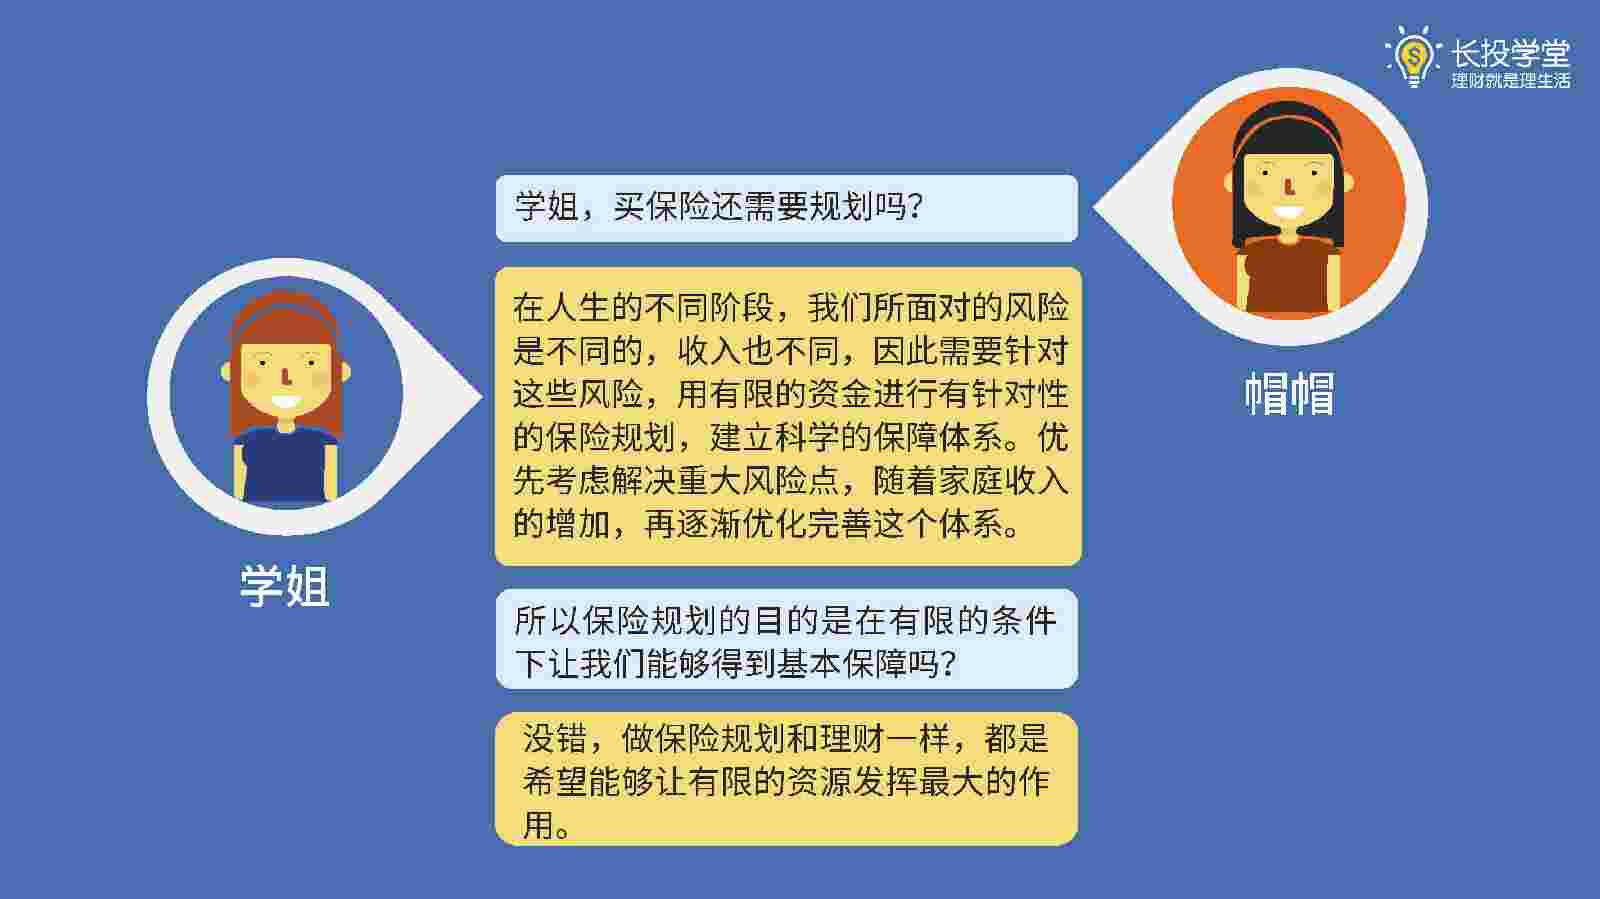 长投学堂
理财就是理生活
学姐，买保险还需要规划吗？
在人生的不同阶段，我们所面对的风险
是不同的，收入也不同，因此需要针对
这些风险，用有限的资金进行有针对性
的保险规划，建立科学的保障体系。优
先考虑解决重大风险点，随着家庭收入
的增加，再逐渐优化完善这个体系。
帽帽
学姐
所以保险规划的目的是在有限的条件
下让我们能够得到基本保障吗？
没错，做保险规划和理财一样，都是
希望能够让有限的资源发挥最大的作
用。